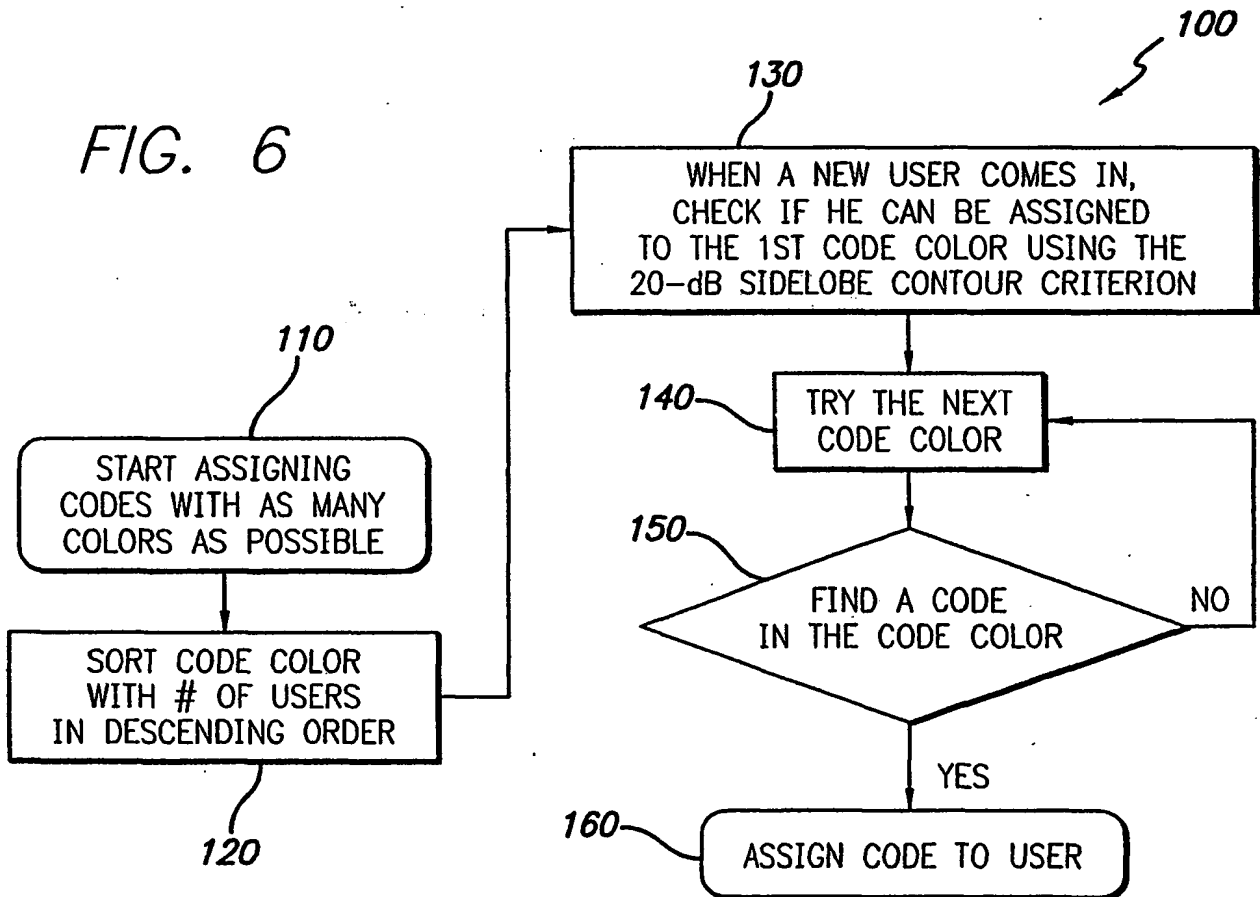 FIG. 6
100
110
START ASSIGNING
CODES WITH AS MANY
COLORS AS POSSIBLE
SORT CODE COLOR
WITH # OF USERS
IN DESCENDING ORDER
120
130
WHEN A NEW USER COMES IN,
CHECK IF HE CAN BE ASSIGNED
TO THE 1ST CODE COLOR USING THE
20-dB SIDELOBE CONTOUR CRITERION
140
TRY THE NEXT
CODE COLOR
150
FIND A CODE
IN THE CODE COLOR
NO
YES
160
ASSIGN CODE TO USER